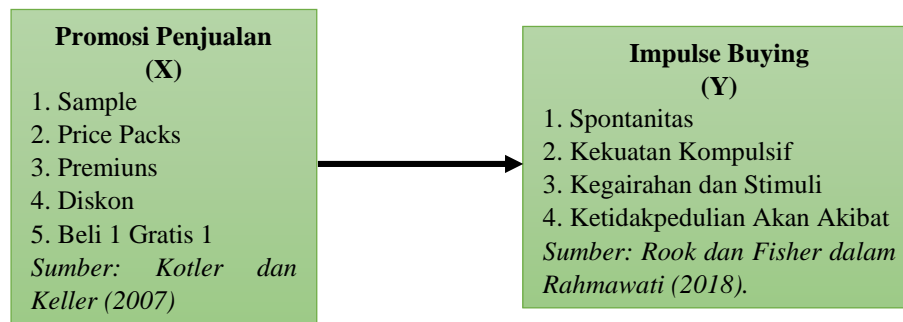 Promosi Penjualan
(X)
1. Sample
2. Price Packs
3. Premiuns
4. Diskon
5. Beli 1 Gratis 1
Sumber: Kotler dan
Keller (2007)
Impulse Buying
(Y)
1. Spontanitas
2. Kekuatan Kompulsif
3. Kegairahan dan Stimuli
4. Ketidakpedulian Akan Akibat
Sumber: Rook dan Fisher dalam
Rahmawati (2018).